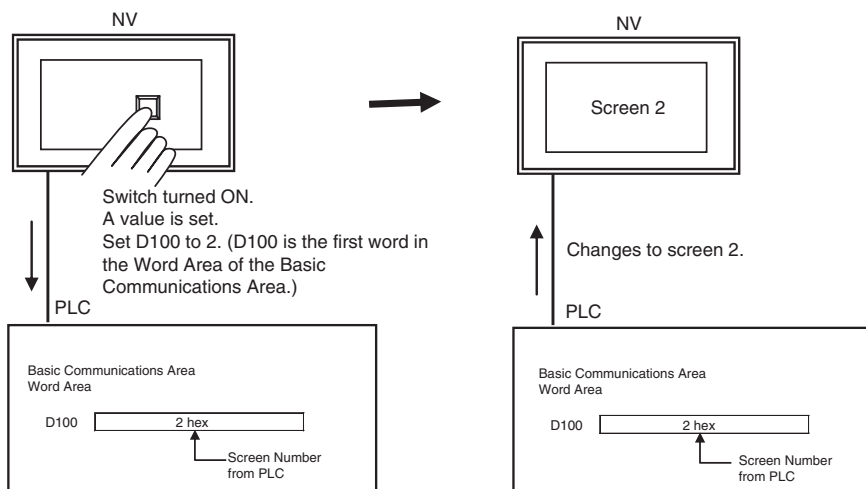 NV
Switch turned ON.
A value is set.
Set D100 to 2. (D100 is the first word in
the Word Area of the Basic
Communications Area.)
PLC
Basic Communications Area
Word Area
D100
2 hex
Screen Number
from PLC
NV
Screen 2
Changes to screen 2.
PLC
Basic Communications Area
Word Area
D100
2 hex
Screen Number
from PLC